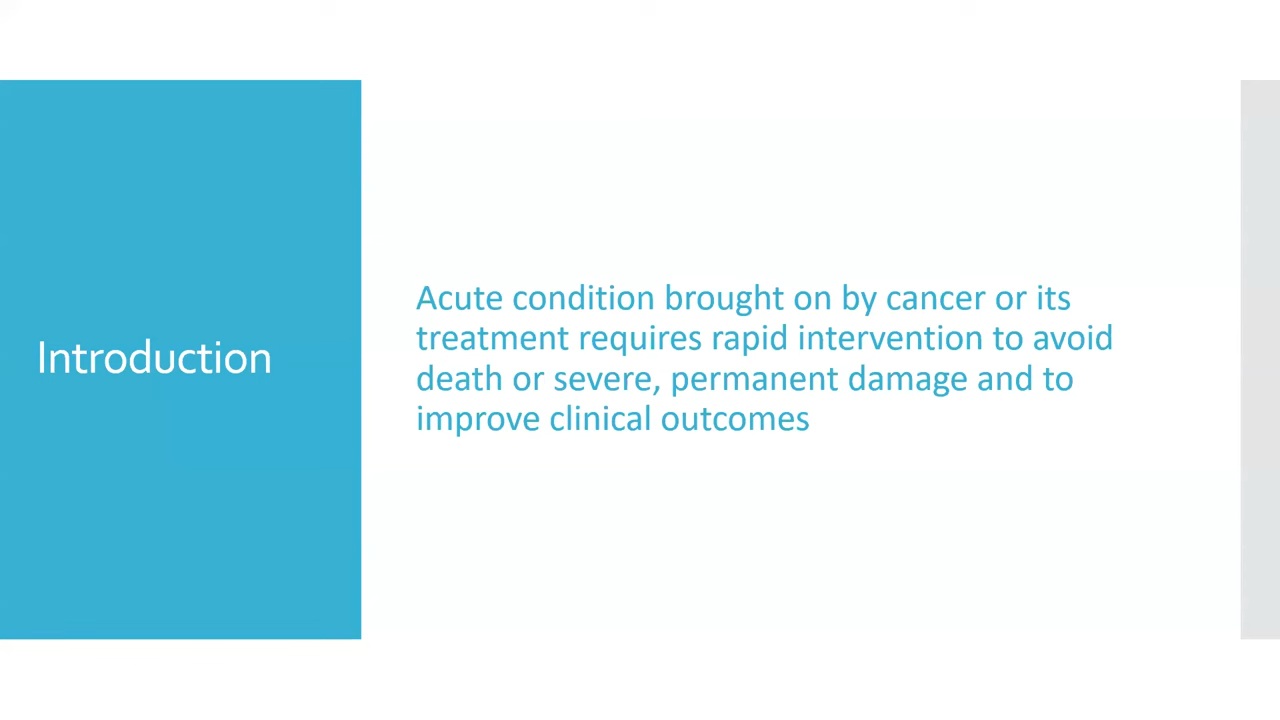 Introduction
Acute condition brought on by cancer or its
treatment requires rapid intervention to avoid
death or severe, permanent damage and to
improve clinical outcomes